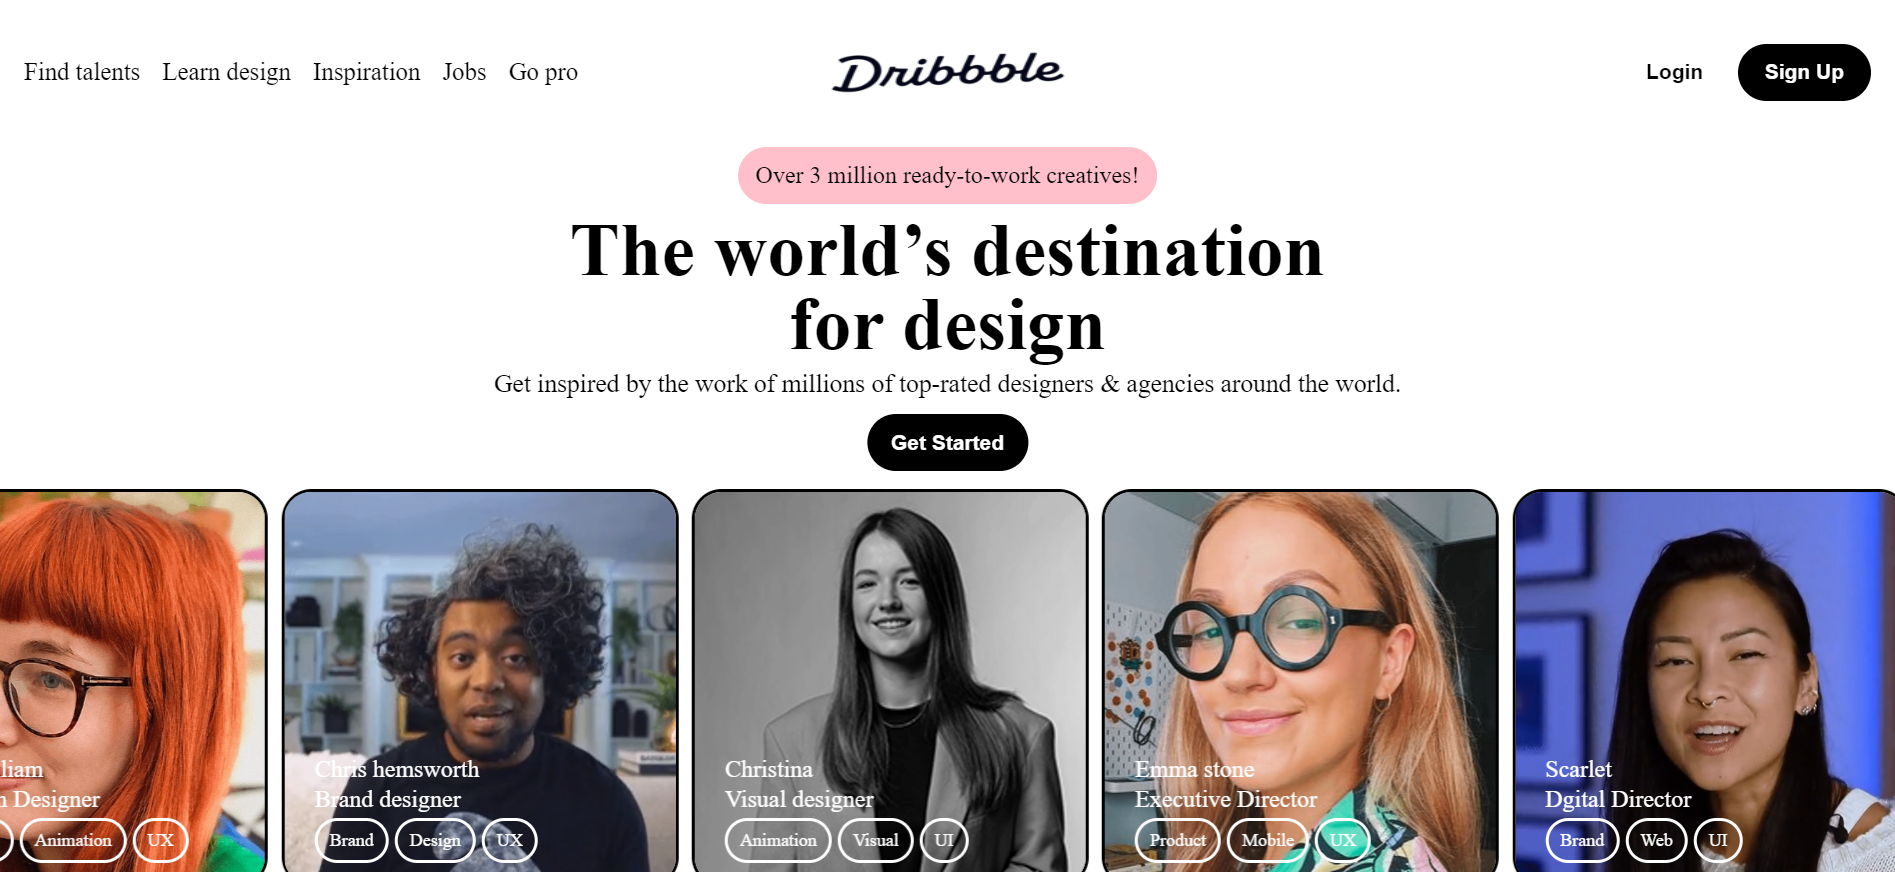 Find talents Learn design Inspiration Jobs Go pro
Dribbble
Login
Sign Up
Over 3 million ready-to-work creatives!
The world’s destination
for design
Get inspired by the work of millions of top-rated designers & agencies around the world.
Get Started
liam
Designer
Animation UX
Chris hemsworth
Brand designer
Brand Design UX
Christina
Visual designer
Animation Visual UI
Emma stone
Executive Director
Product Mobile UX
Scarlet
Dgital Director
Brand Web UI